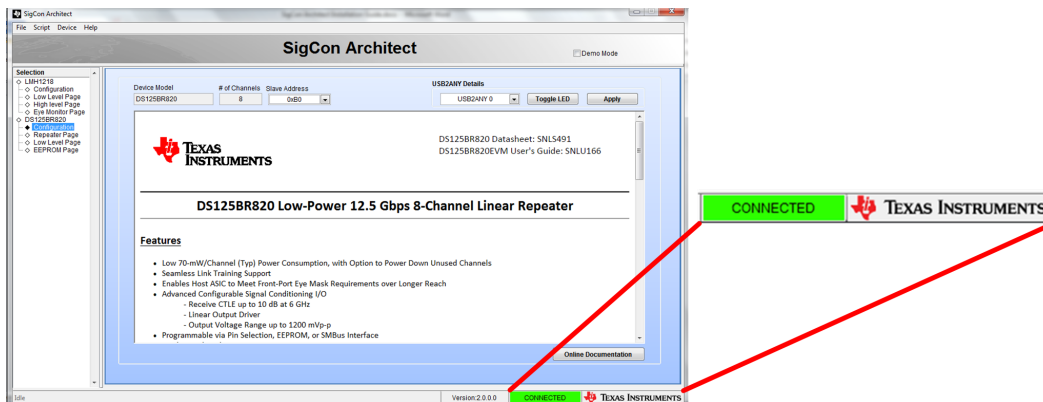 SigCon Architect
File Script Device Help
SigCon Architect
Demo Mode
Selection
LMH1218
Configuration
Low Level Page
High level Page
Eye Monitor Page
DS125BR820
Configuration
Repeater Page
Low Level Page
EEPROM Page
Device Model
# of Channels
Slave Address
DS125BR820
8
0xB0
USB2ANY Details
USB2ANY 0
Toggle LED
Apply
TEXAS
INSTRUMENTS
DS125BR820 Datasheet: SNLS491
DS125BR820EVM User's Guide: SNLU166
DS125BR820 Low-Power 12.5 Gbps 8-Channel Linear Repeater
Features
• Low 70-mW/Channel (Typ) Power Consumption, with Option to Power Down Unused Channels
• Seamless Link Training Support
• Enables Host ASIC to Meet Front-Port Eye Mask Requirements over Longer Reach
• Advanced Configurable Signal Conditioning I/O
- Receive CTLE up to 10 dB at 6 GHz
- Linear Output Driver
- Output Voltage Range up to 1200 mVp-p
• Programmable via Pin Selection, EEPROM, or SMBus Interface
Online Documentation
Idle
Version:2.0.0.0
CONNECTED
TEXAS INSTRUMENTS
CONNECTED
TEXAS INSTRUMENTS